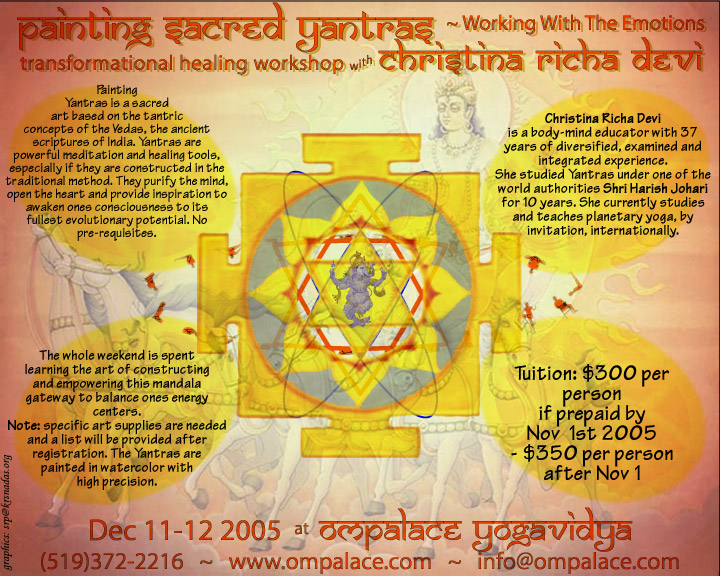 painting sacred yantras ~ Working With The Emotions
transformational healing workshop with christina richa devi
Painting
Yantras is a sacred
art based on the tantric
concepts of the Vedas, the ancient
scriptures of India. Yantras are
powerful meditation and healing tools,
especially if they are constructed in the
traditional method. They purify the mind,
open the heart and provide inspiration to
awaken ones consciousness to its
fullest evolutionary potential. No
pre-requisites.
Christina Richa Devi
is a body-mind educator with 37
years of diversified, examined and
integrated experience.
She studied Yantras under one of the
world authorities Shri Harish Johari
for 10 years. She currently studies
and teaches planetary yoga, by
invitation, internationally.
The whole weekend is spent
learning the art of constructing
and empowering this mandala
gateway to balance ones energy
centers.
Note: specific art supplies are needed
and a list will be provided after
registration. The Yantras are
painted in watercolor with
high precision.
Tuition: $300 per
person
if prepaid by
Nov 1st 2005
- $350 per person
after Nov 1
graphics: srip@kripnadas.org
Dec 11-12 2005 at ompalace yogavidya
(519)372-2216 ~ www.ompalace.com ~ info@ompalace.com